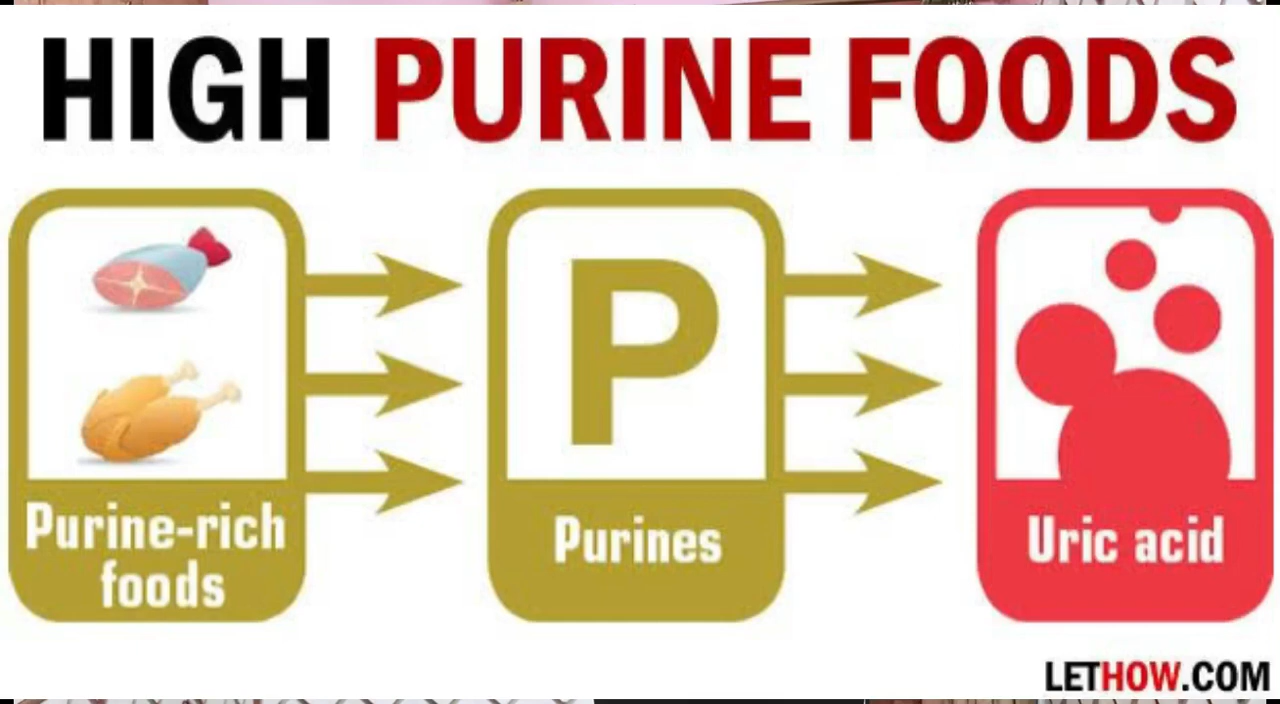 HIGH PURINE FOODS
P
Purine-rich
foods
Purines
Uric acid
LETHOW.COM